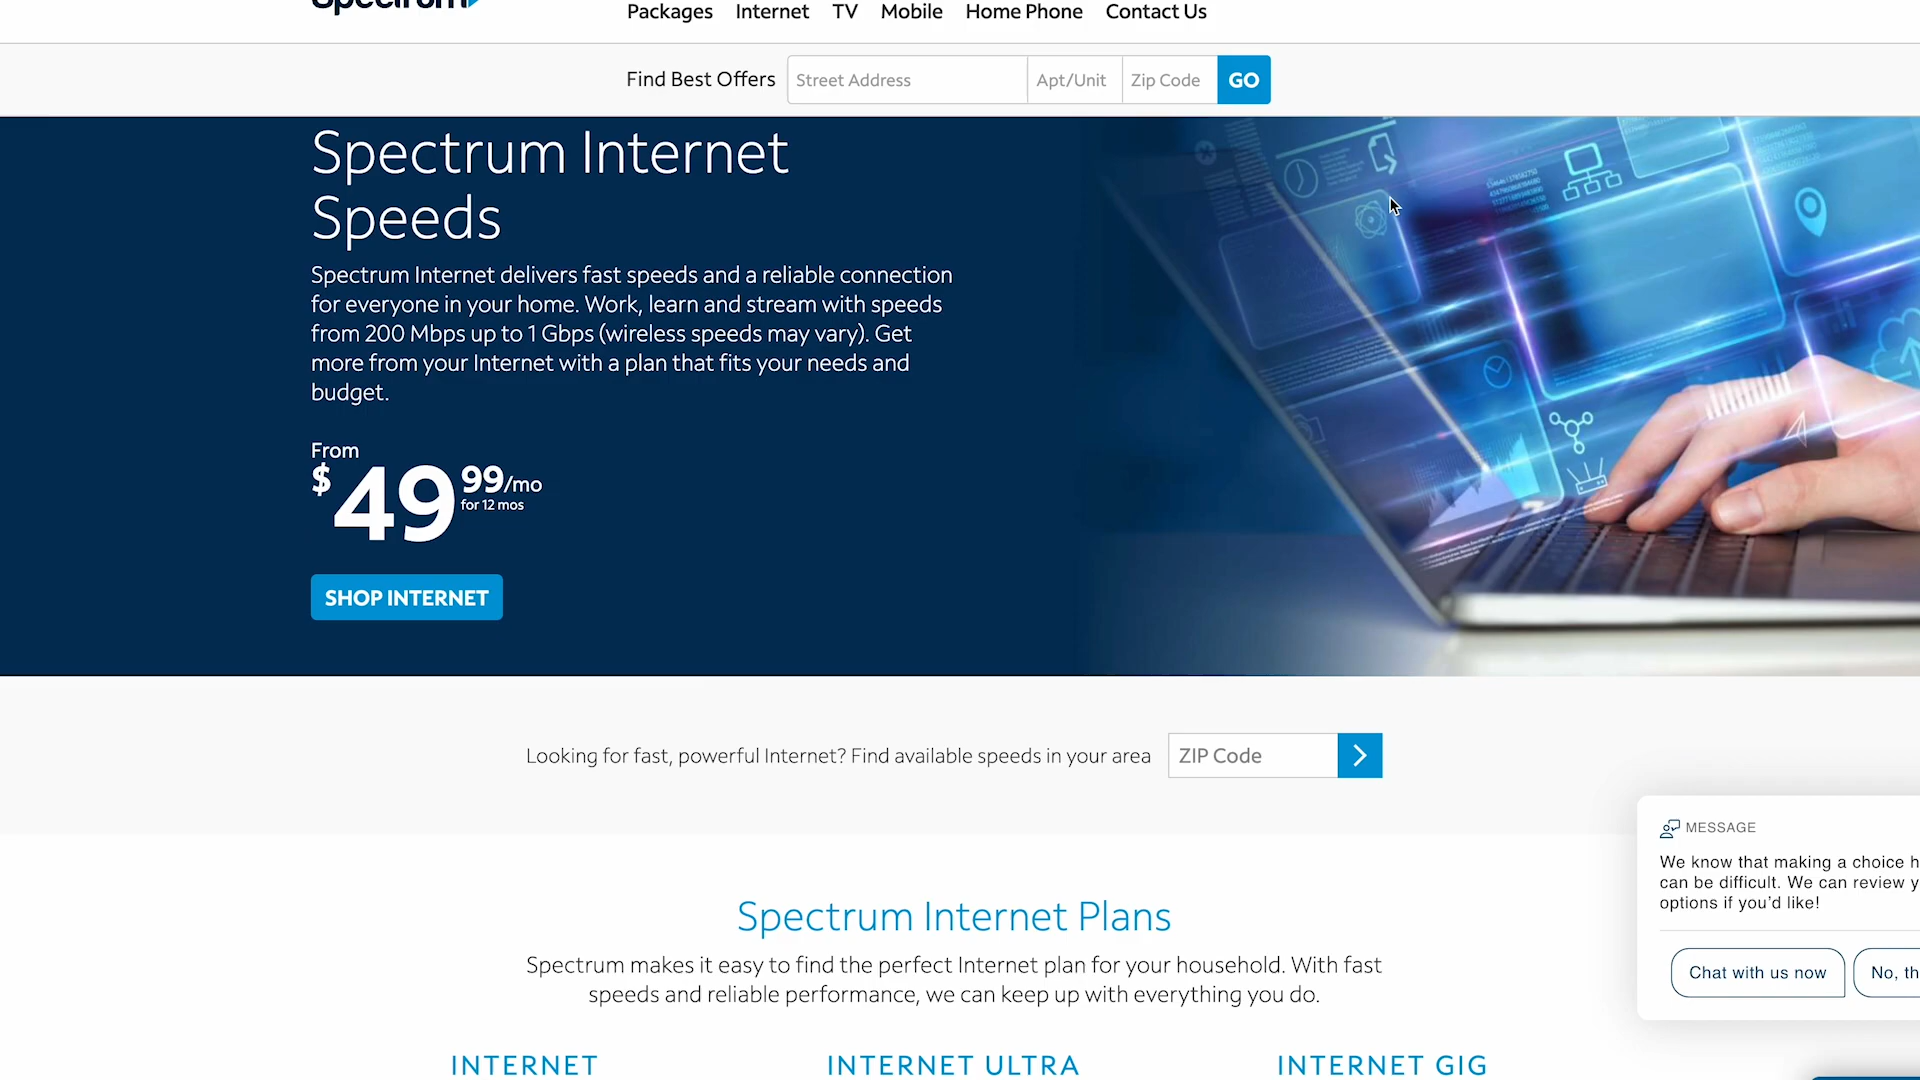 Spectrum
Packages Internet TV Mobile Home Phone Contact Us
Find Best Offers Street Address Apt/Unit Zip Code GO
Spectrum Internet
Speeds
Spectrum Internet delivers fast speeds and a reliable connection
for everyone in your home. Work, learn and stream with speeds
from 200 Mbps up to 1 Gbps (wireless speeds may vary). Get
more from your Internet with a plan that fits your needs and
budget.
From
$49 99/mo
for 12 mos
SHOP INTERNET
Looking for fast, powerful Internet? Find available speeds in your area ZIP Code
MESSAGE
We know that making a choice h
can be difficult. We can review y
options if you'd like!
Chat with us now No, th
Spectrum Internet Plans
Spectrum makes it easy to find the perfect Internet plan for your household. With fast
speeds and reliable performance, we can keep up with everything you do.
INTERNET INTERNET ULTRA INTERNET GIG